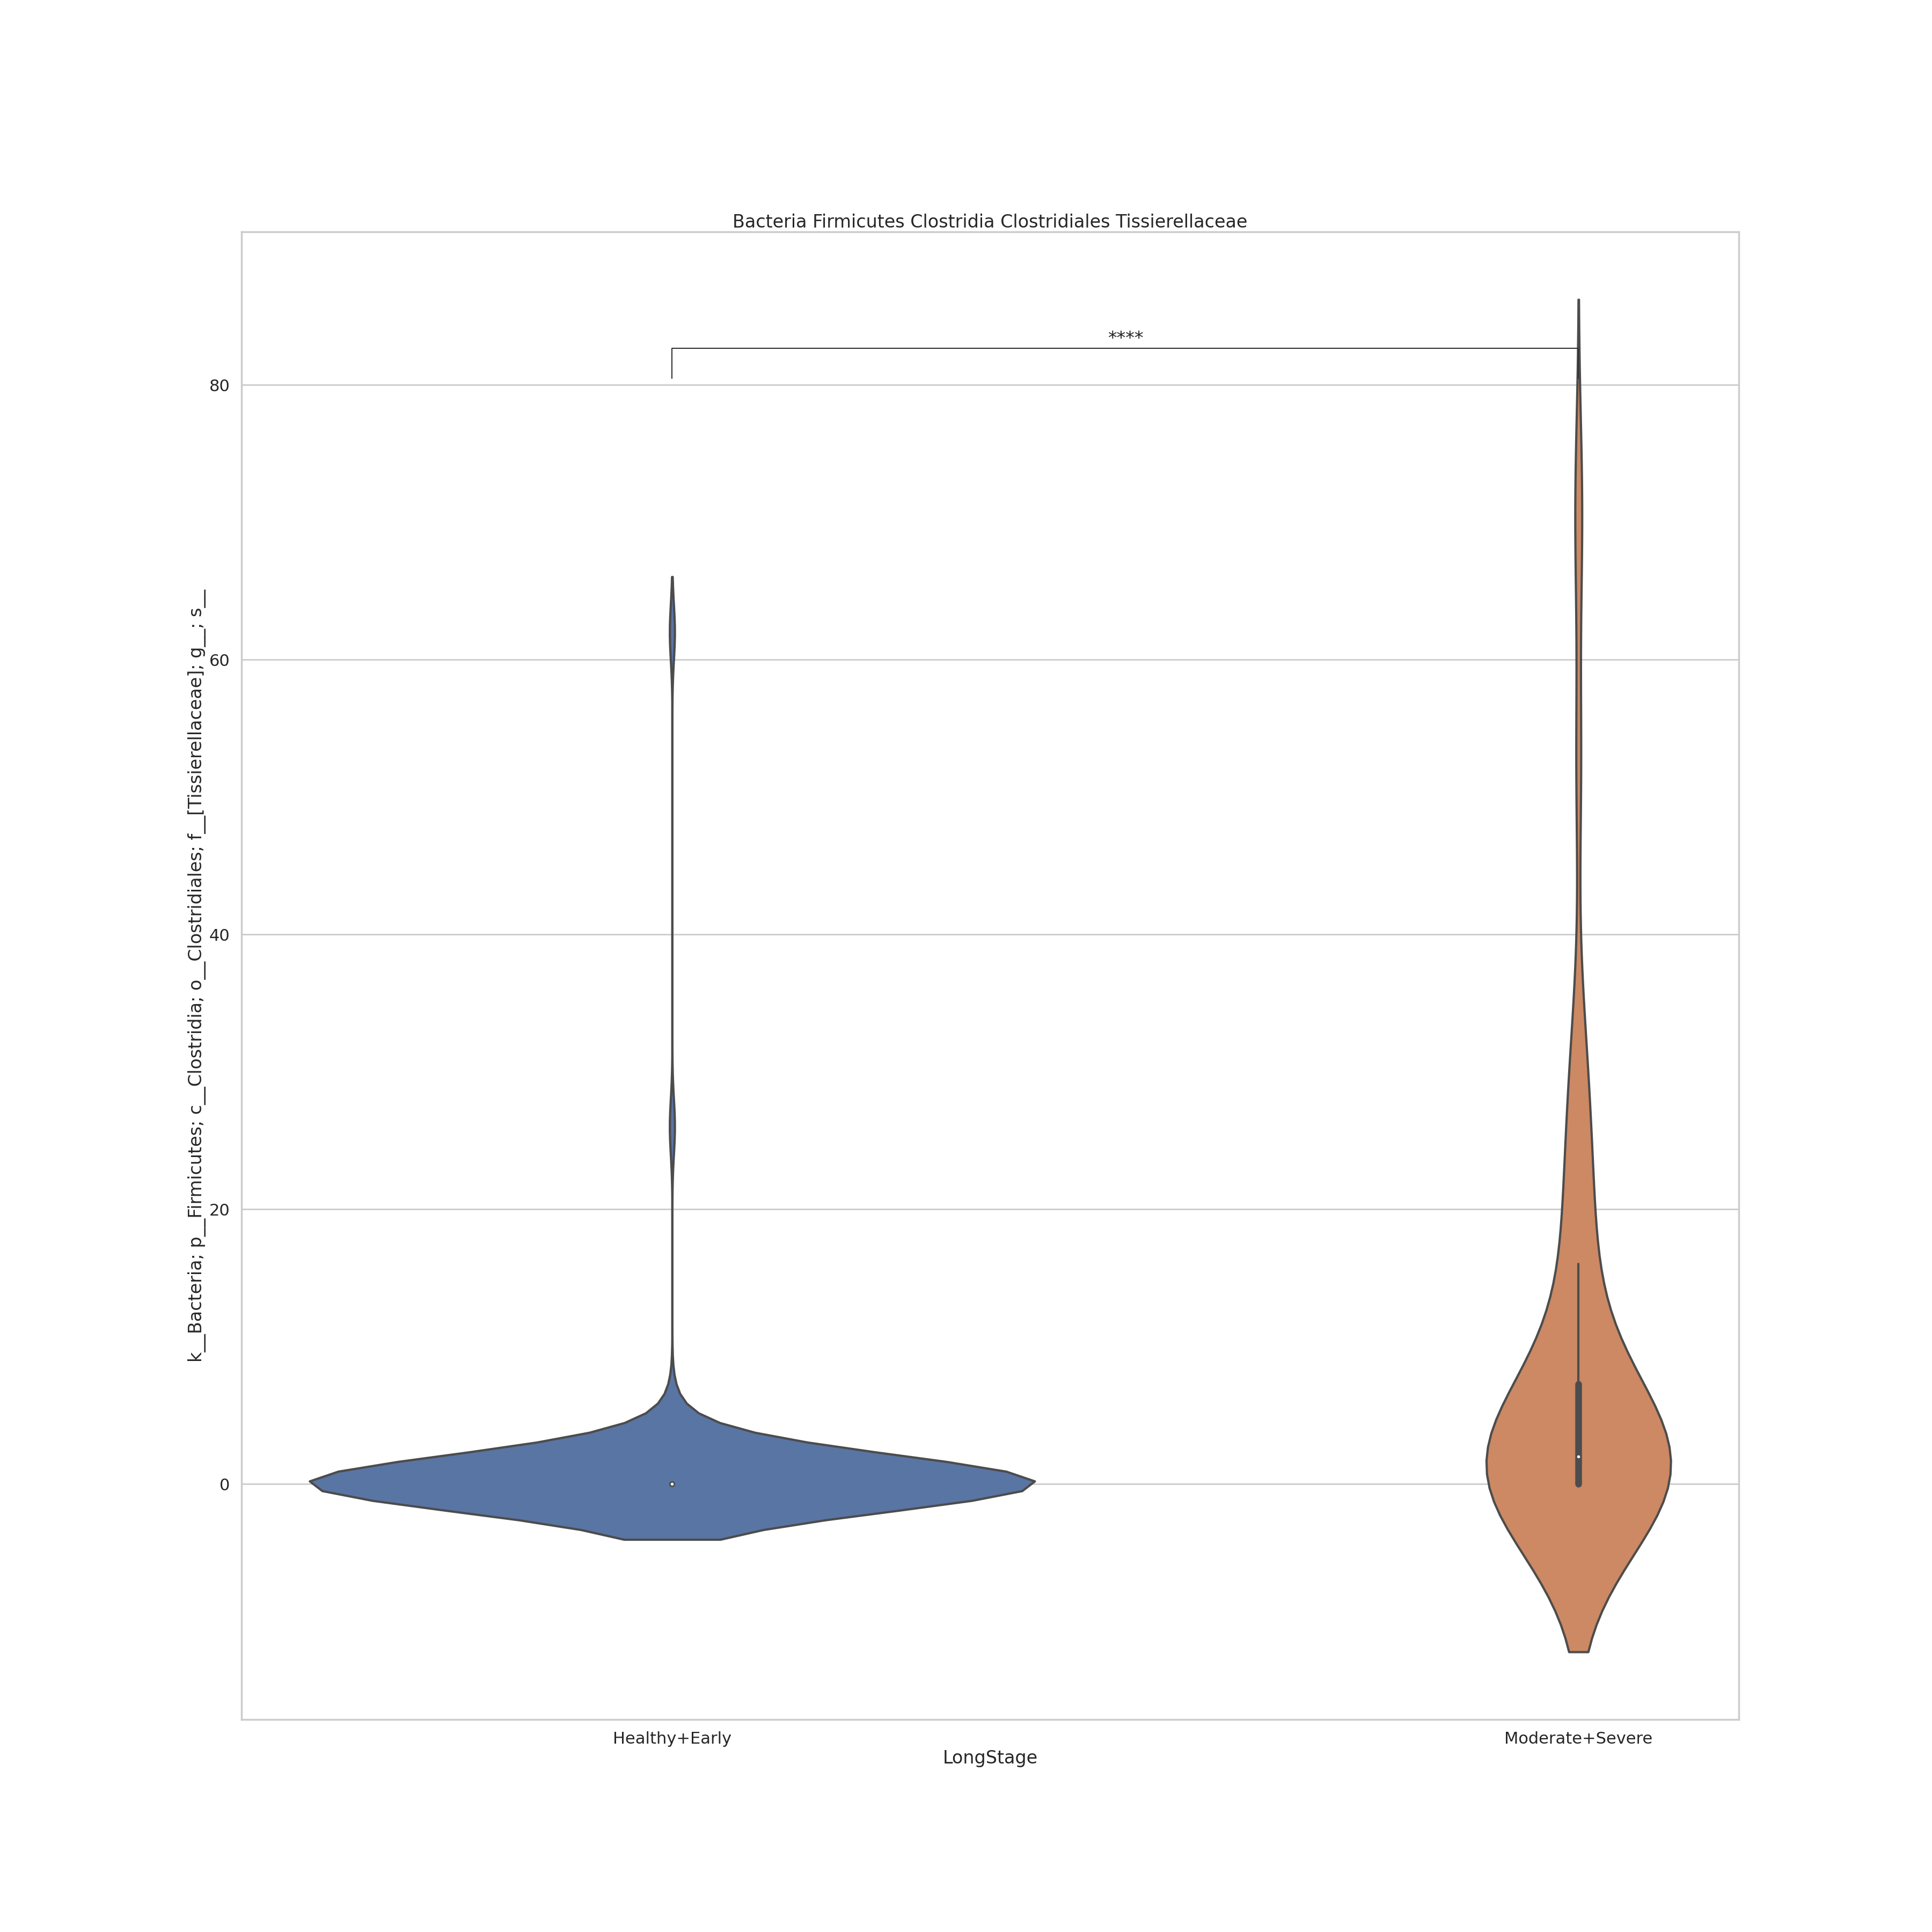 Bacteria Firmicutes Clostridia Clostridiales Tissierellaceae
****
80
60
40
20
0
k__Bacteria; p__Firmicutes; c__Clostridia; o__Clostridiales; f__[Tissierellaceae]; g__; s__
Healthy+Early
Moderate+Severe
LongStage